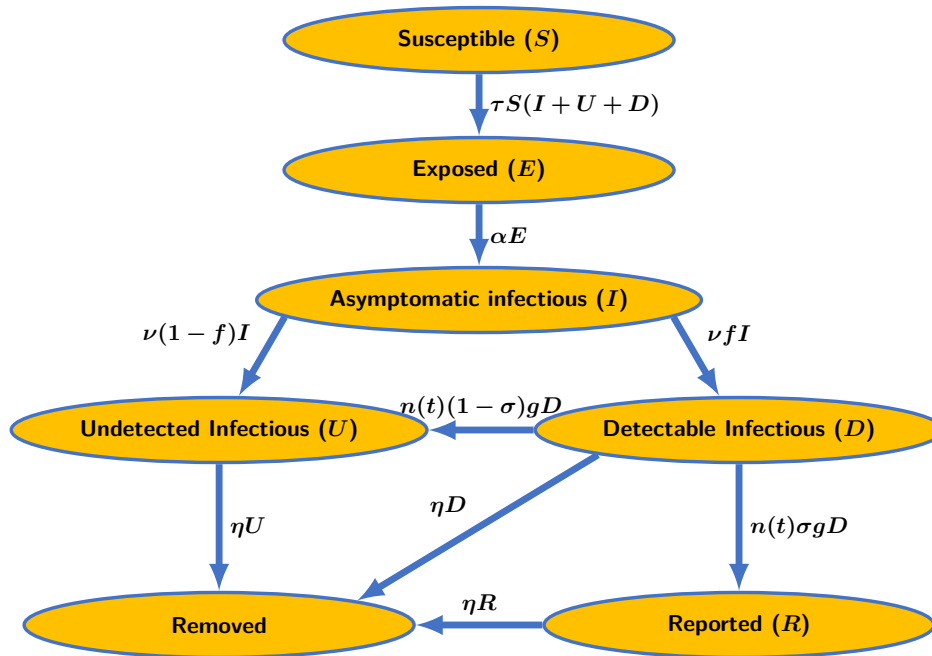 Susceptible (S)
τS(I + U + D)
Exposed (E)
αE
Asymptomatic infectious (I)
ν(1 − f)I
νfI
n(t)(1 − σ)gD
Undetected Infectious (U)
Detectable Infectious (D)
ηU
ηD
n(t)σgD
Removed
ηR
Reported (R)